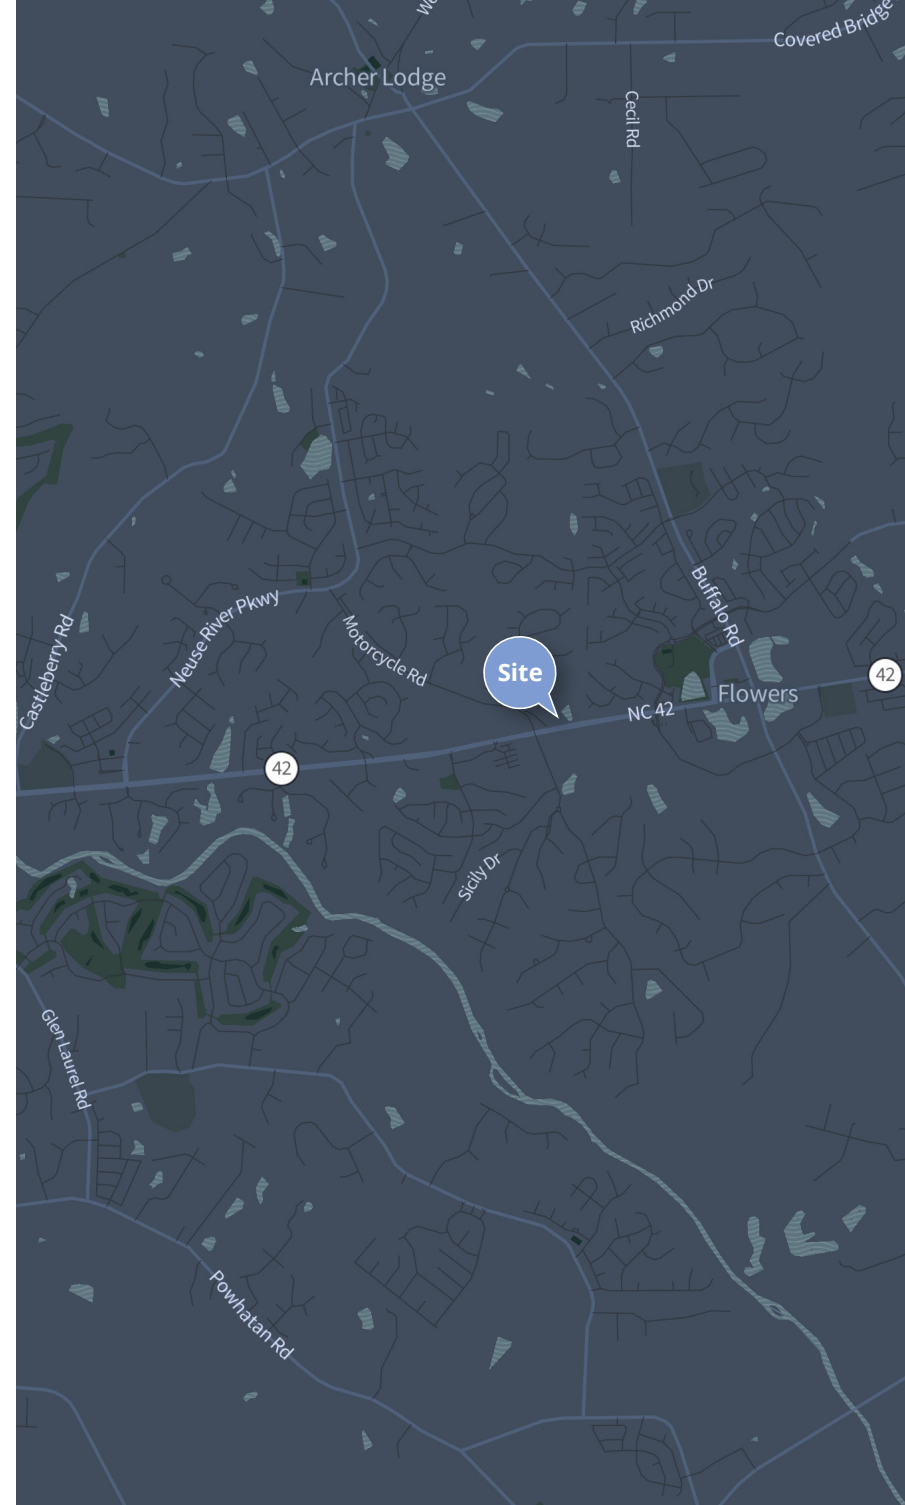 Covered Bridge
Archer Lodge
Cecil Rd
Richmond Dr
Buffalo Rd
Neuse River Pkwy
Castleberry Rd
Motorcycle Rd
Site
42
Flowers
NC 42
42
Sicily Dr
Glen Laurel Rd
Powhatan Rd